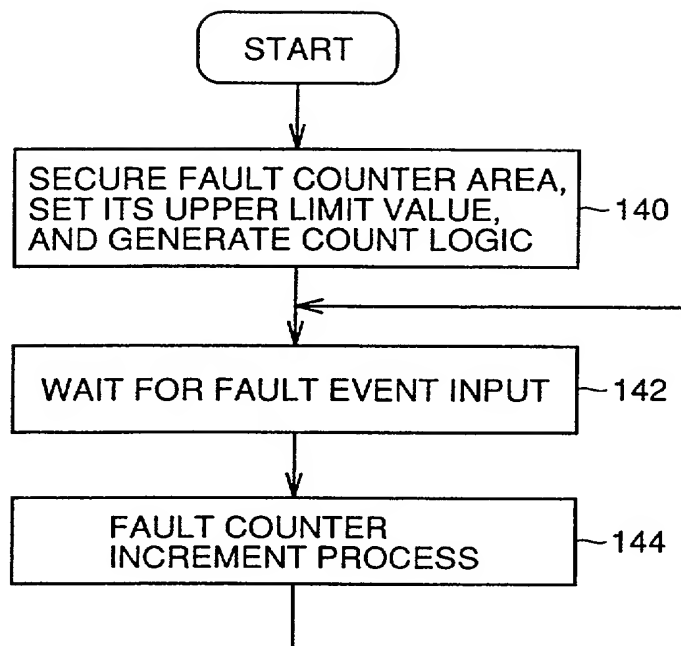 START
SECURE FAULT COUNTER AREA,
SET ITS UPPER LIMIT VALUE,
AND GENERATE COUNT LOGIC
140
WAIT FOR FAULT EVENT INPUT
142
FAULT COUNTER
INCREMENT PROCESS
144